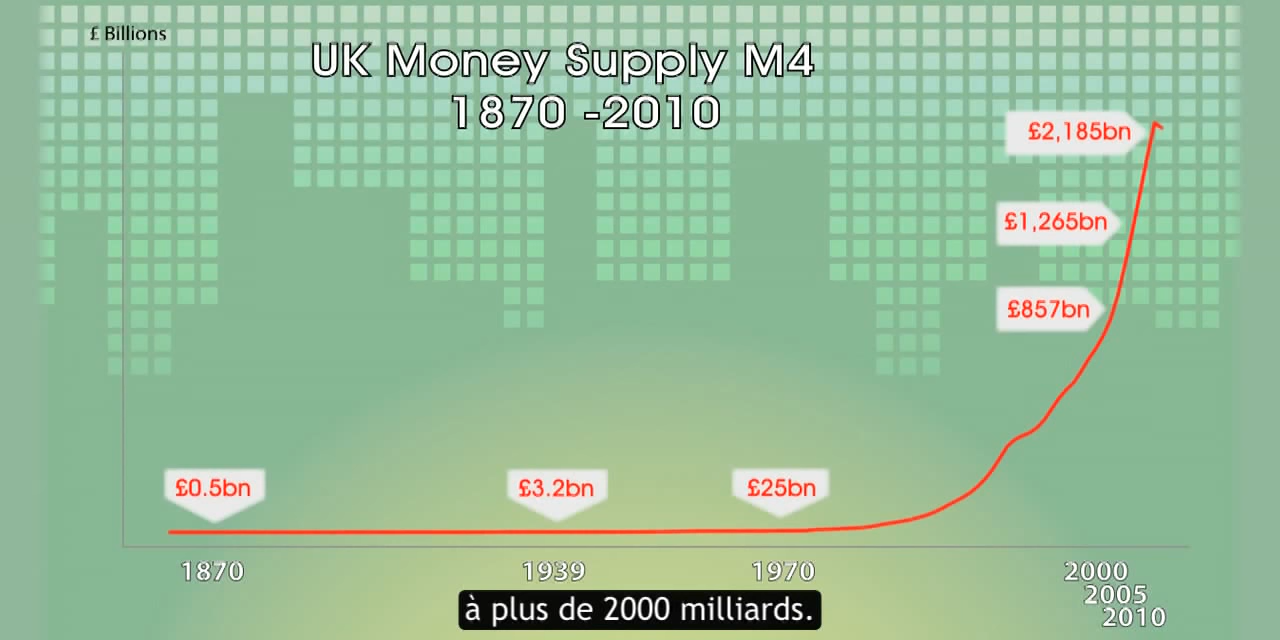 £ Billions
UK Money Supply M4
1870 -2010
£2,185bn
£1,265bn
£857bn
£0.5bn
£3.2bn
£25bn
1870
1939
1970
2000
2005
2010
à plus de 2000 milliards.